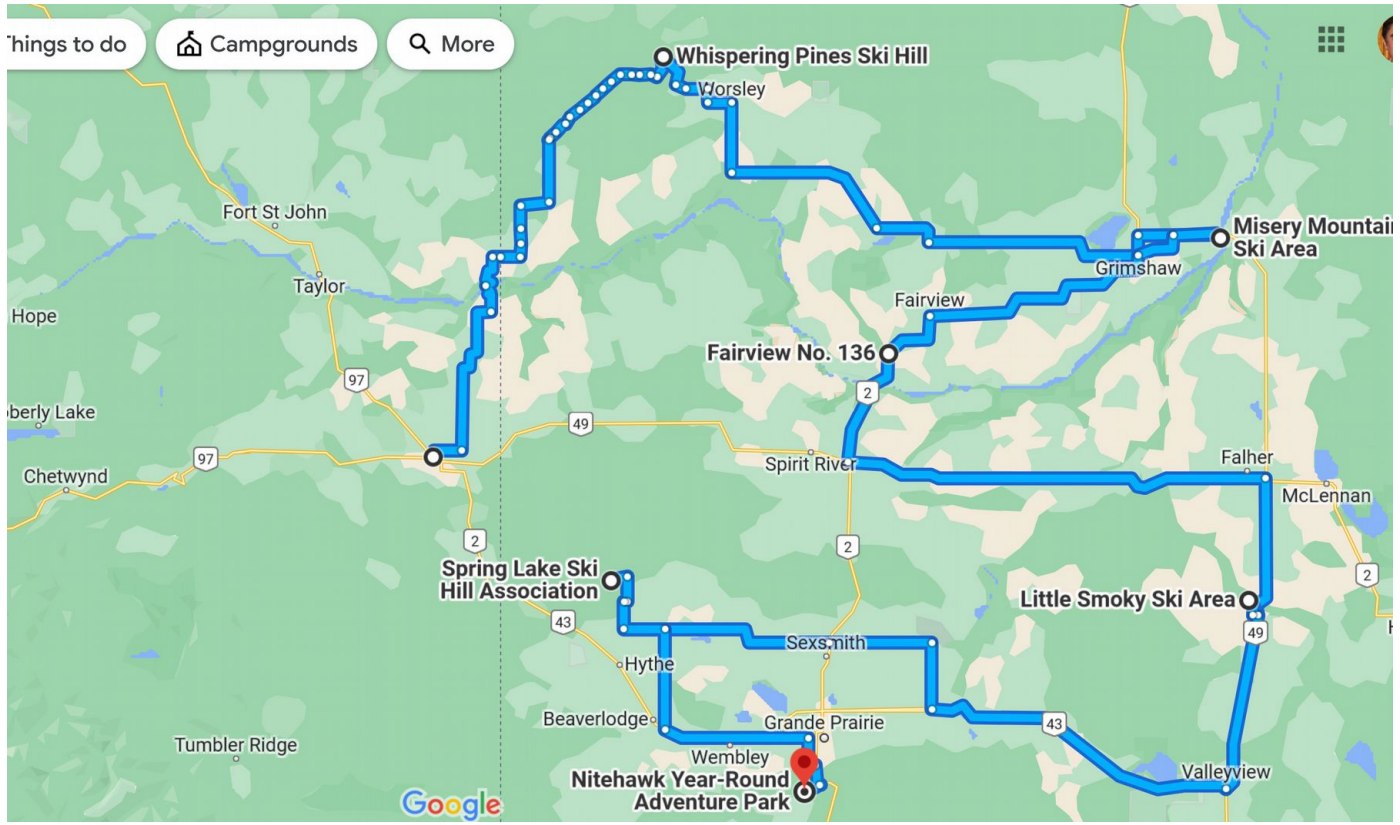 Things to do
Campgrounds
More
Whispering Pines Ski Hill
Worsley
Fort St John
Misery Mountain
Ski Area
Grimshaw
Taylor
Fairview
Hope
Fairview No. 136
97
2
berly Lake
49
97
Spirit River
Falher
Chetwynd
McLennan
2
2
2
Spring Lake Ski
Hill Association
Little Smoky Ski Area
43
49
Sexsmith
Hythe
Beaverlodge
Grande Prairie
43
Tumbler Ridge
Wembley
Valleyview
Nitehawk Year-Round
Adventure Park
Google